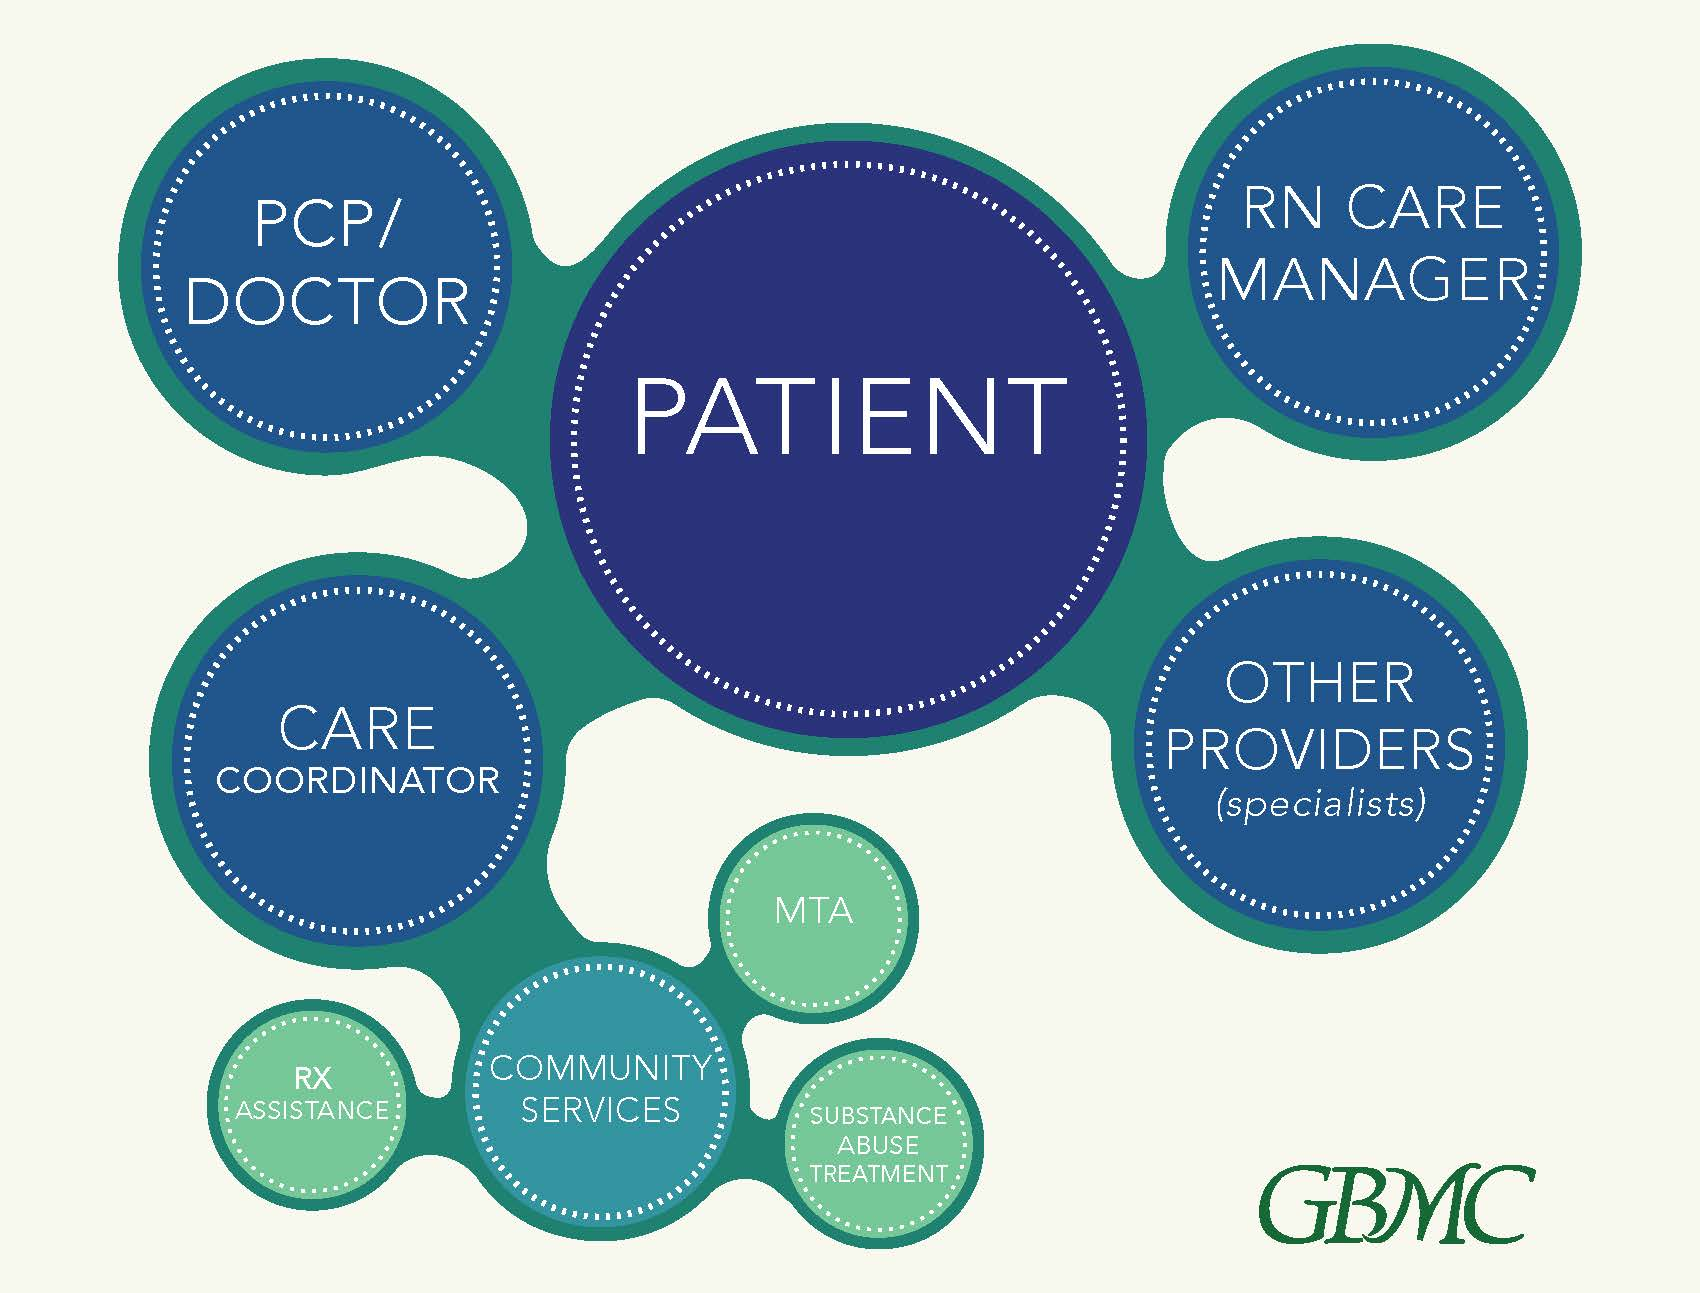 PCP/
DOCTOR
PATIENT
RN CARE
MANAGER
CARE
COORDINATOR
OTHER
PROVIDERS
(specialists)
MTA
RX
ASSISTANCE
COMMUNITY
SERVICES
SUBSTANCE
ABUSE
TREATMENT
GBMC